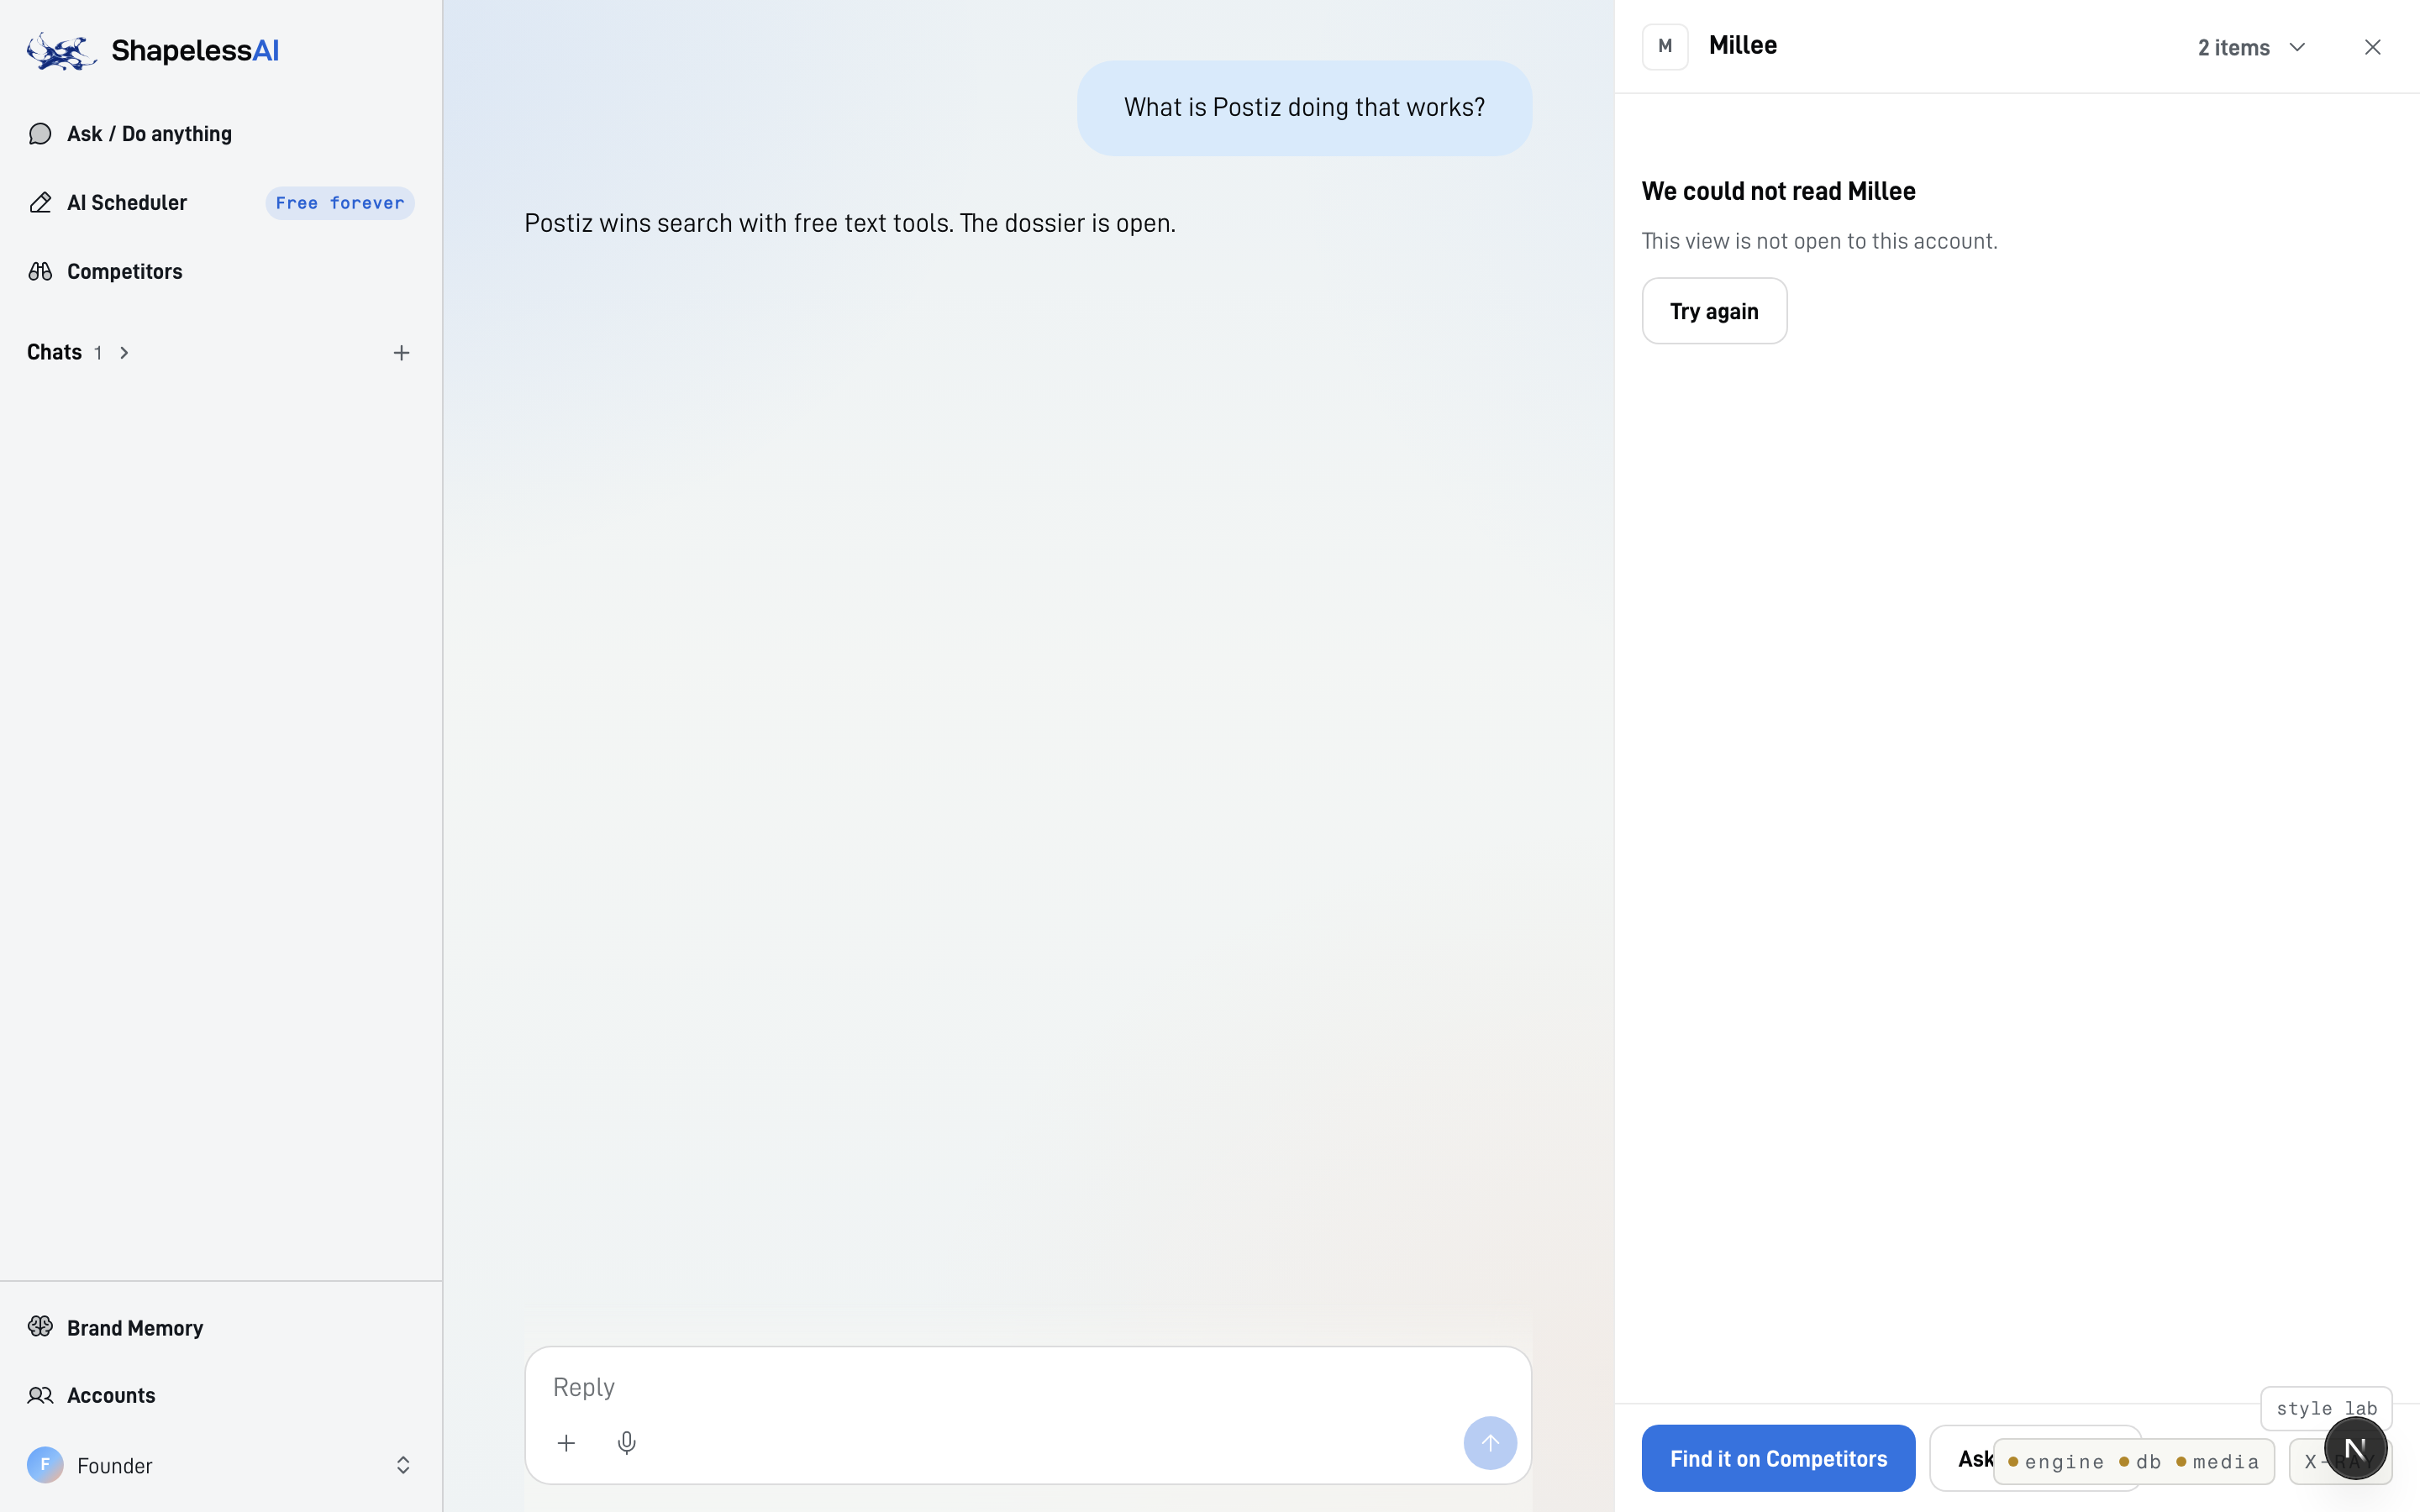 ShapelessAI
Ask / Do anything
AI Scheduler
Free forever
Competitors
Chats 1
Brand Memory
Accounts
F
Founder
What is Postiz doing that works?
Postiz wins search with free text tools. The dossier is open.
Reply
M
Millee
2 items
We could not read Millee
This view is not open to this account.
Try again
style lab
Find it on Competitors
Ask
engine db media
N